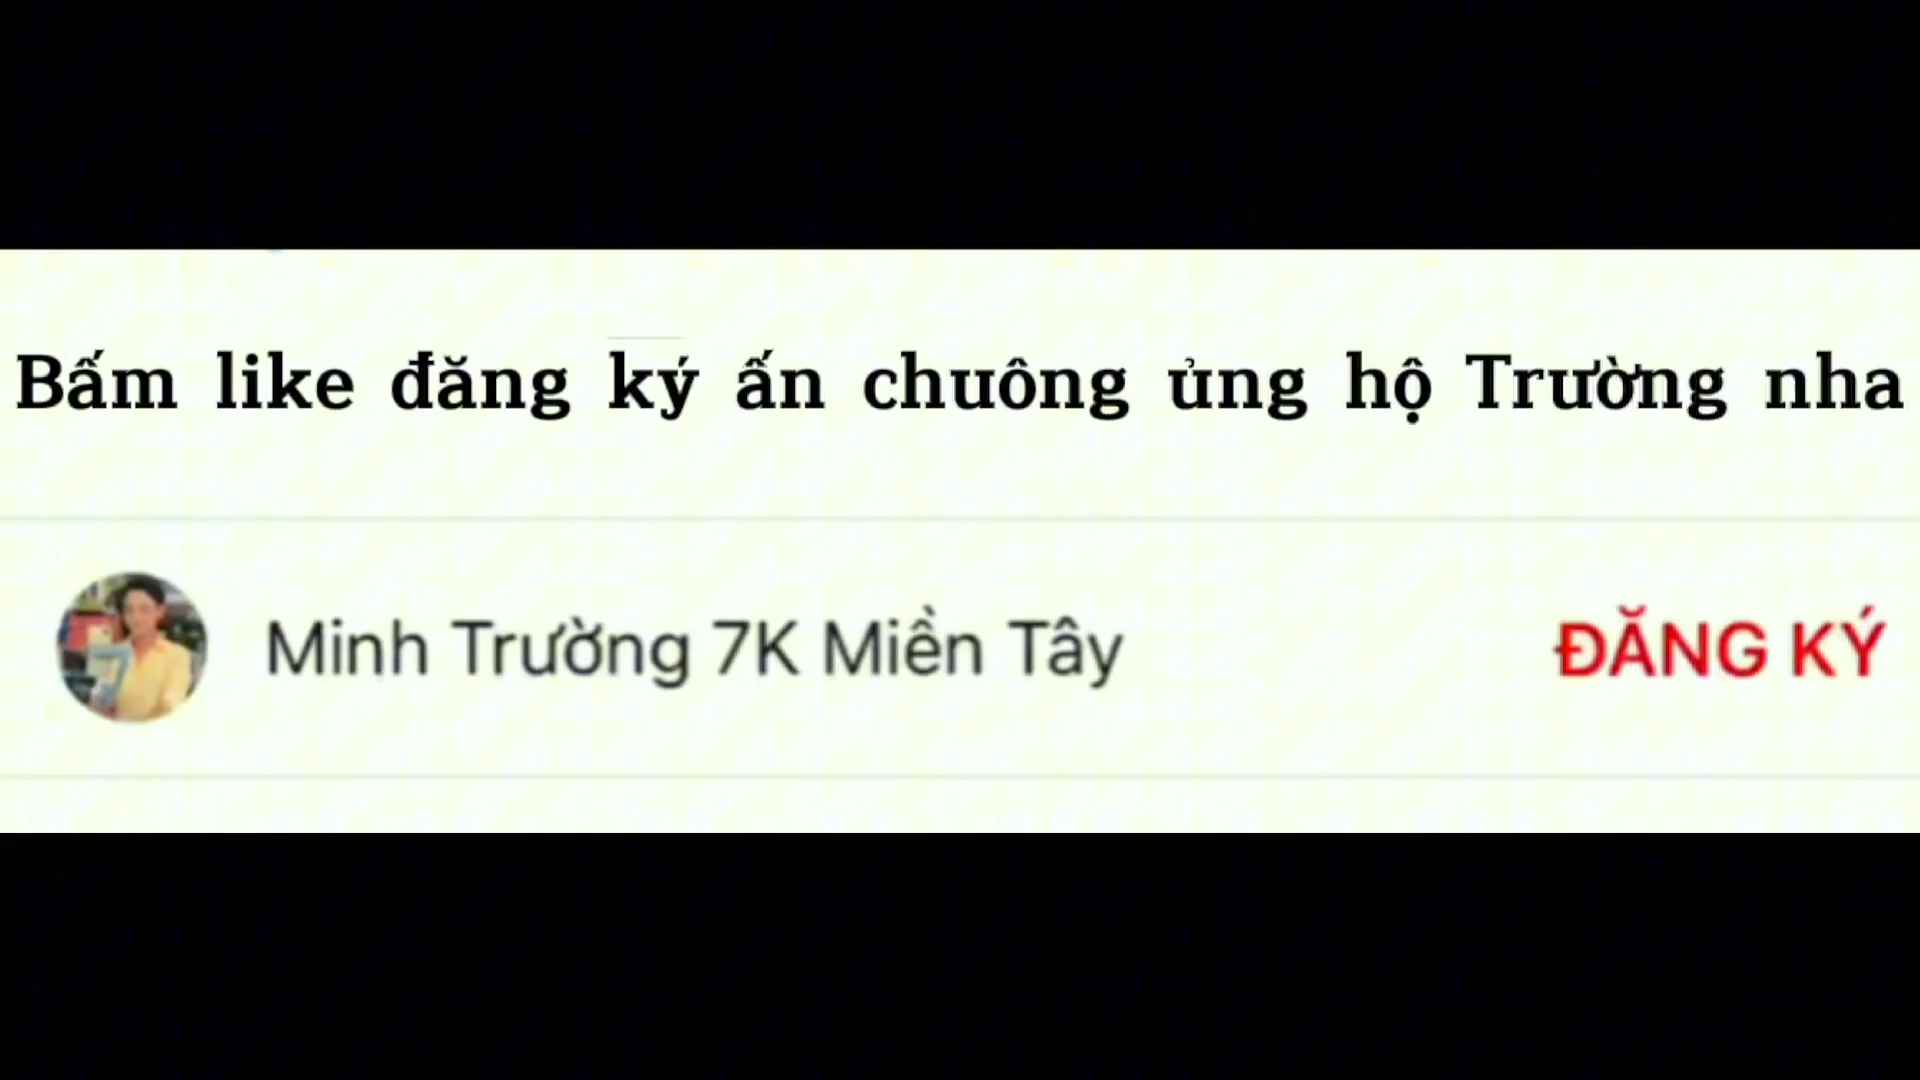 Bấm like đăng ký ấn chuông ủng hộ Trường nha
Minh Trường 7K Miền Tây
ĐĂNG KÝ